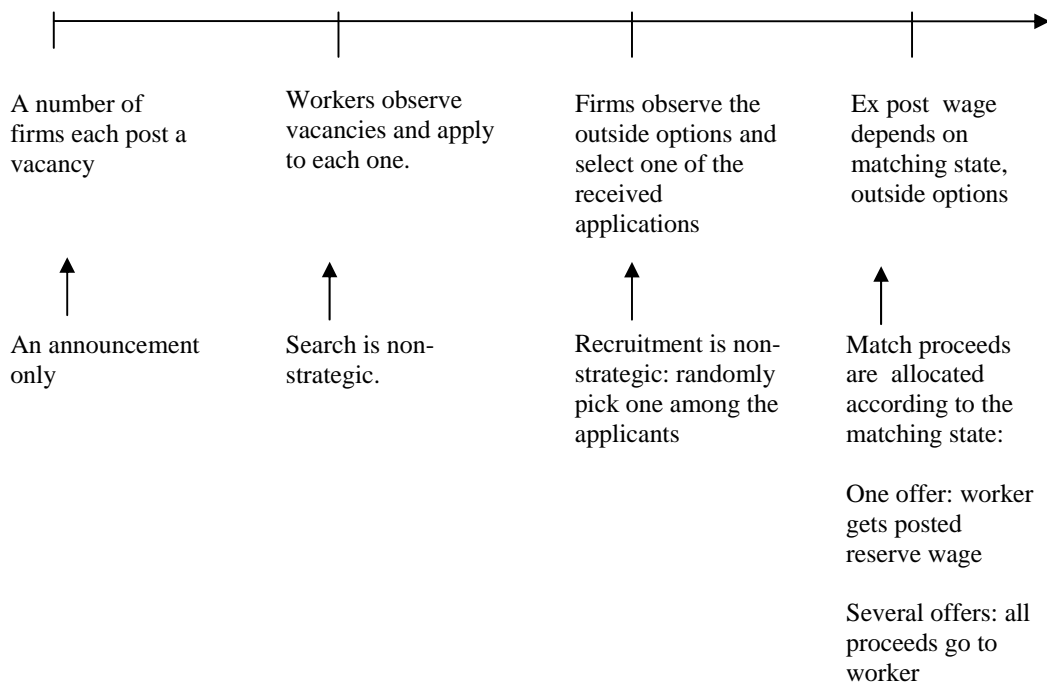 A number of
firms each post a
vacancy
Workers observe
vacancies and apply
to each one.
Firms observe the
outside options and
select one of the
received
applications
Ex post  wage
depends on
matching state,
outside options
An announcement
only
Search is non-
strategic.
Recruitment is non-
strategic: randomly
pick one among the
applicants
Match proceeds
are  allocated
according to the
matching state:
One offer: worker
gets posted
reserve wage
Several offers: all
proceeds go to
worker